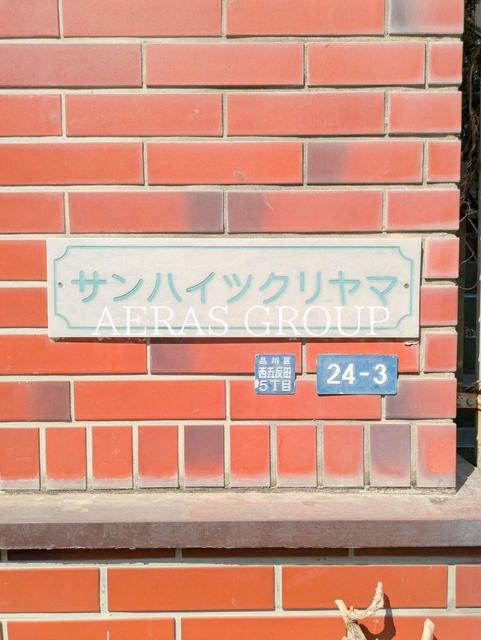 サンハイツクリヤマ
AERAS GROUP
品川区
西五反田
5丁目
24-3